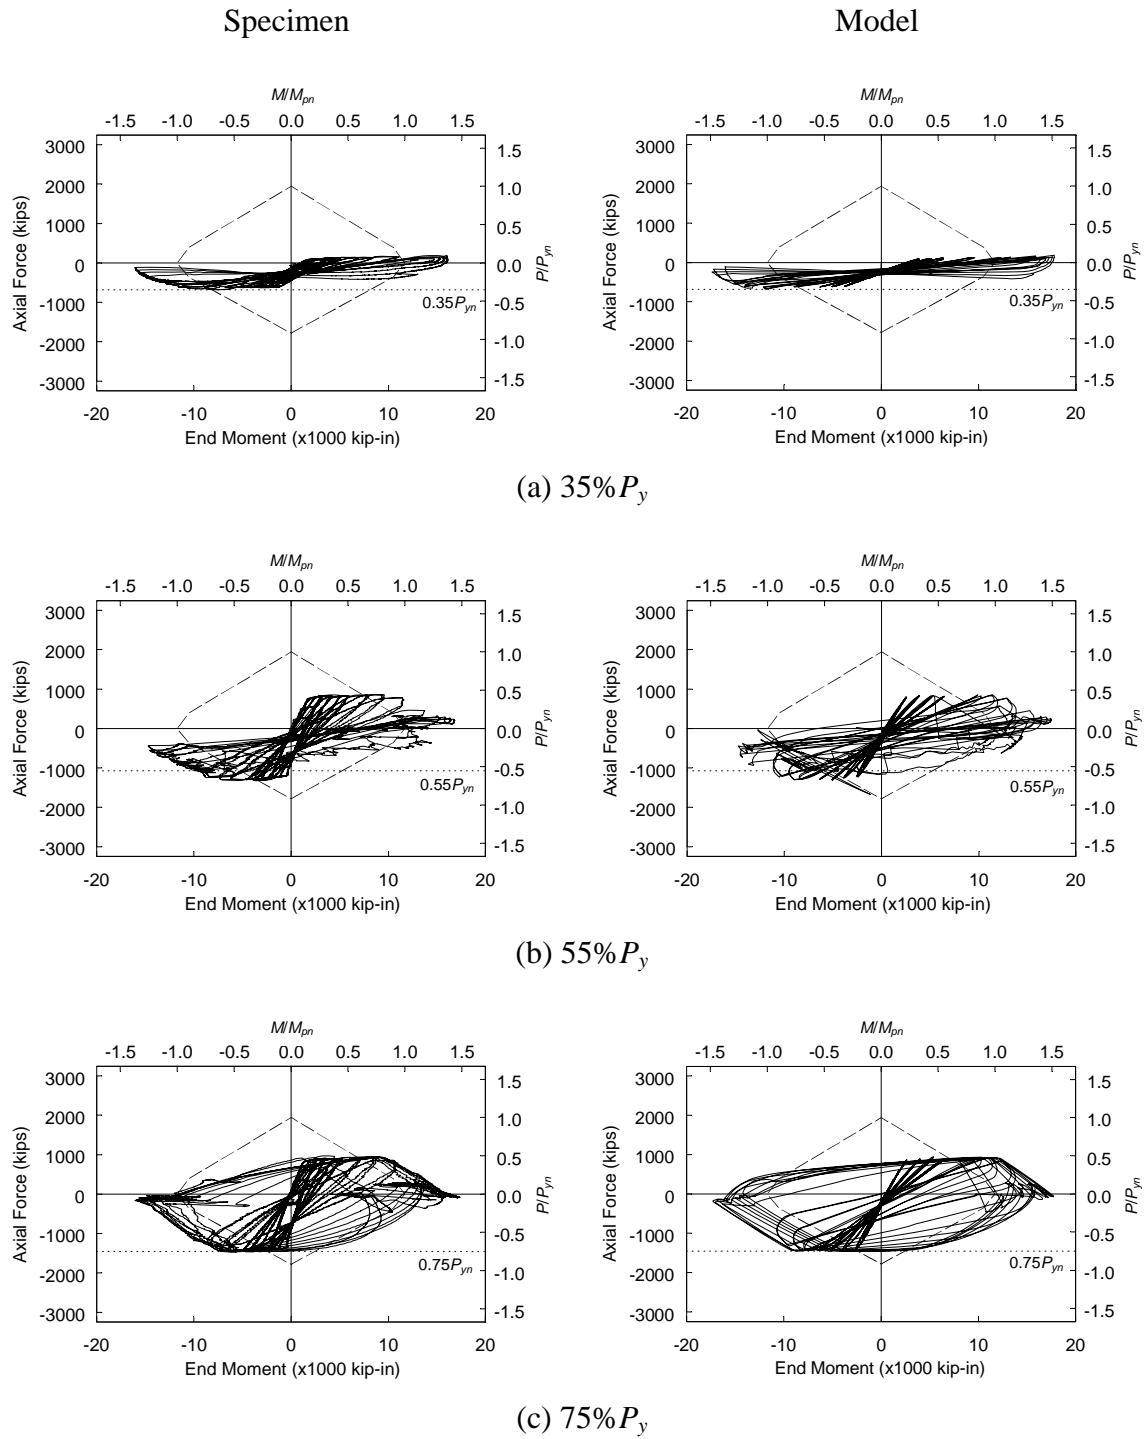 Specimen Model
M/Mpn M/Mpn
-1.5 -1.0 -0.5 0.0 0.5 1.0 1.5 -1.5 -1.0 -0.5 0.0 0.5 1.0 1.5
3000 1.5 3000 1.5
2000 1.0 2000 1.0
1000 0.5 1000 0.5
0 0.0 0 0.0
-1000 -0.5 -1000 -0.5
-2000 -1.0 -2000 -1.0
-3000 -1.5 -3000 -1.5
Axial Force (kips) P/Pyn Axial Force (kips) P/Pyn
0.35Pyn 0.35Pyn
-20 -10 0 10 20 -20 -10 0 10 20
End Moment (x1000 kip-in) End Moment (x1000 kip-in)
(a) 35%Py
M/Mpn M/Mpn
-1.5 -1.0 -0.5 0.0 0.5 1.0 1.5 -1.5 -1.0 -0.5 0.0 0.5 1.0 1.5
3000 1.5 3000 1.5
2000 1.0 2000 1.0
1000 0.5 1000 0.5
0 0.0 0 0.0
-1000 -0.5 -1000 -0.5
-2000 -1.0 -2000 -1.0
-3000 -1.5 -3000 -1.5
Axial Force (kips) P/Pyn Axial Force (kips) P/Pyn
0.55Pyn 0.55Pyn
-20 -10 0 10 20 -20 -10 0 10 20
End Moment (x1000 kip-in) End Moment (x1000 kip-in)
(b) 55%Py
M/Mpn M/Mpn
-1.5 -1.0 -0.5 0.0 0.5 1.0 1.5 -1.5 -1.0 -0.5 0.0 0.5 1.0 1.5
3000 1.5 3000 1.5
2000 1.0 2000 1.0
1000 0.5 1000 0.5
0 0.0 0 0.0
-1000 -0.5 -1000 -0.5
-2000 -1.0 -2000 -1.0
-3000 -1.5 -3000 -1.5
Axial Force (kips) P/Pyn Axial Force (kips) P/Pyn
0.75Pyn 0.75Pyn
-20 -10 0 10 20 -20 -10 0 10 20
End Moment (x1000 kip-in) End Moment (x1000 kip-in)
(c) 75%Py